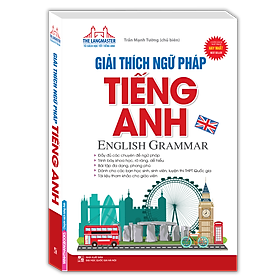 THE LANGMASTER
Trần Mạnh Tường (chủ biên)
GIẢI THÍCH NGỮ PHÁP
TIẾNG
ANH
ENGLISH GRAMMAR
Đầy đủ các chuyên đề ngữ pháp
Trình bày khoa học, rõ ràng, dễ hiểu
Bài tập đa dạng, phong phú
Dành cho các bạn học sinh, sinh viên, luyện thi THPT Quốc gia
Tài liệu tham khảo cho giáo viên
GIẢI THÍCH NGỮ PHÁP
TIẾNG ANH